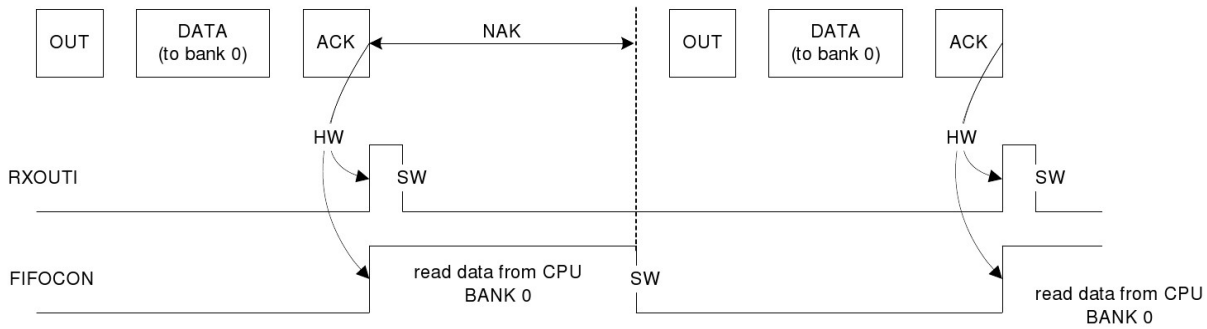 OUT
DATA
(to bank 0)
ACK
NAK
OUT
DATA
(to bank 0)
ACK
HW
HW
RXOUTI
SW
SW
FIFOCON
read data from CPU
BANK 0
SW
read data from CPU
BANK 0